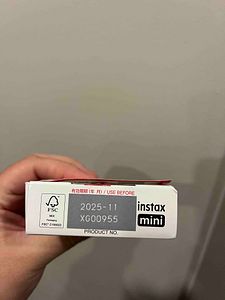 有効期限(年 月)/ USE BEFORE
2025-11
XG00955
PRODUCT NO.
FSC
MIX
instax
mini